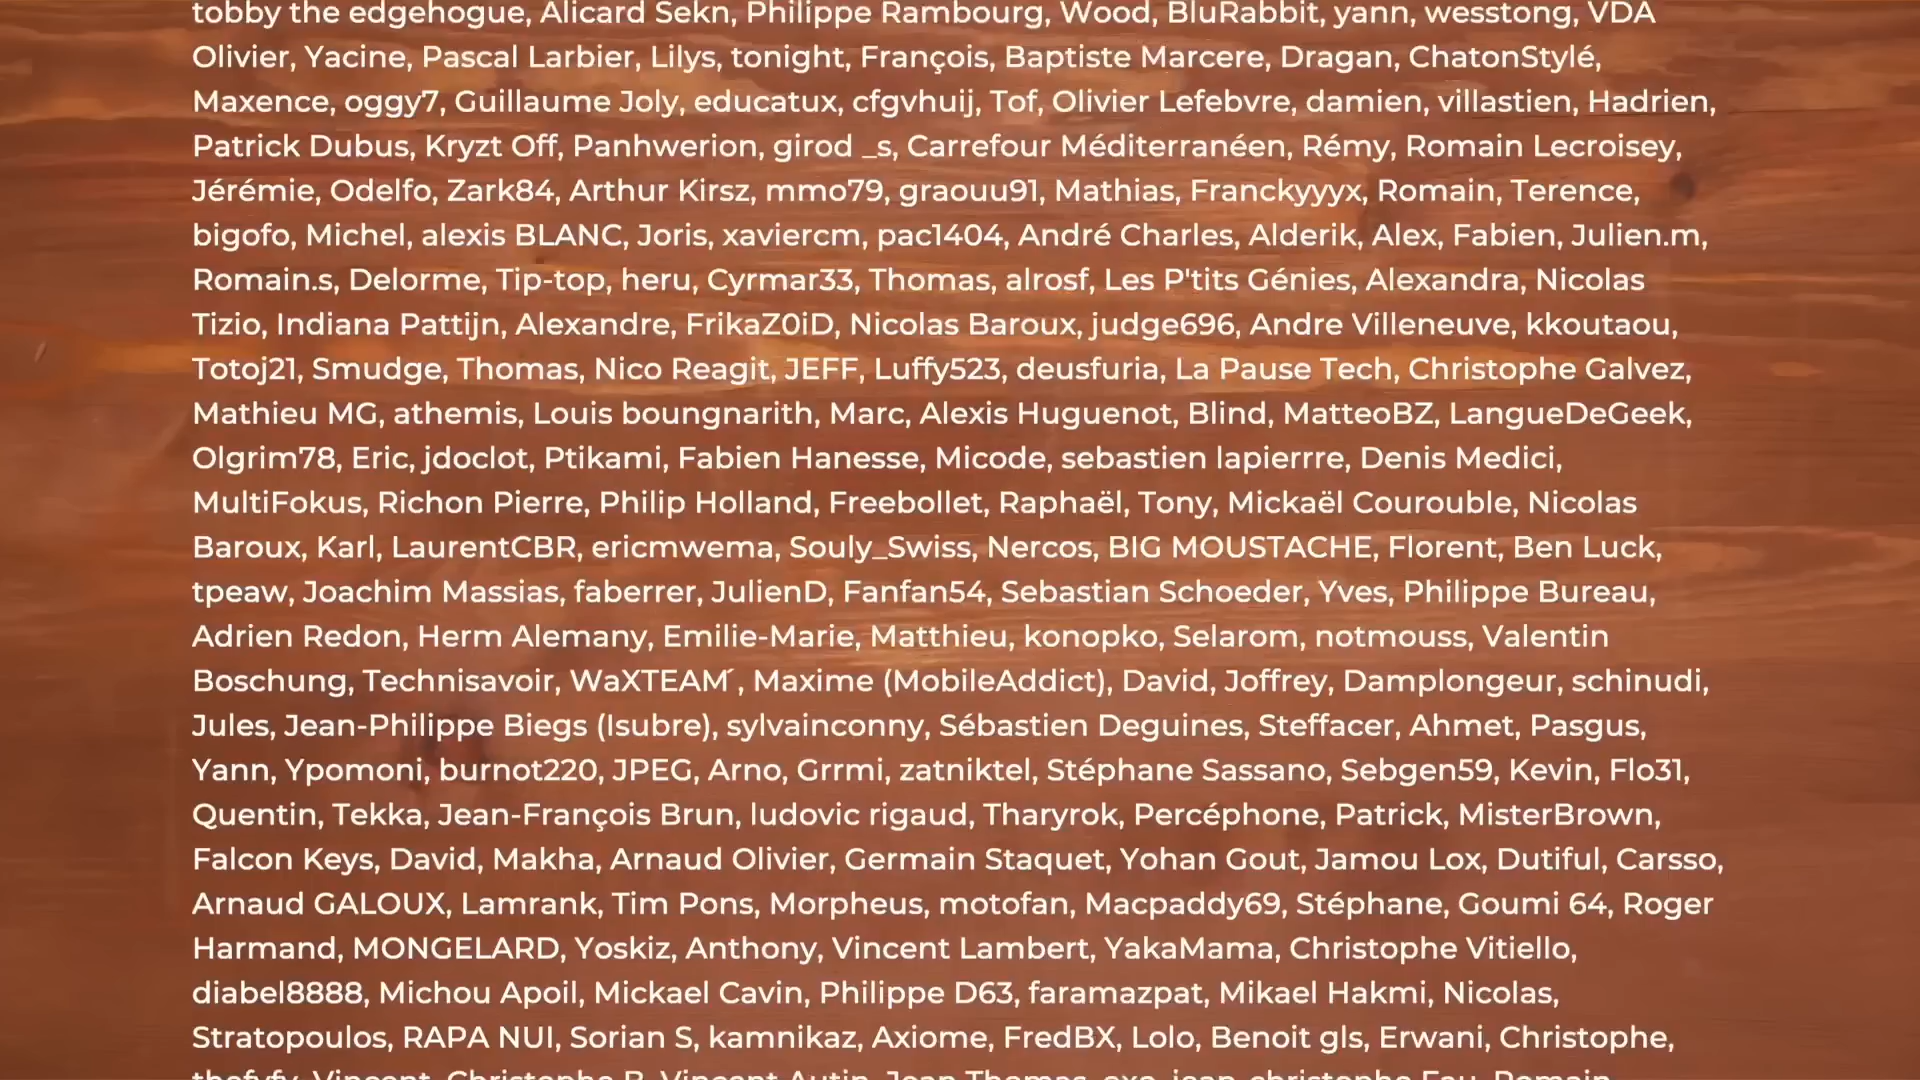 tobby the edgehogue, Alicard Sekn, Philippe Rambourg, Wood, BluRabbit, yann, wesstong, VDA
Olivier, Yacine, Pascal Larbier, Lilys, tonight, François, Baptiste Marcere, Dragan, ChatonStylé,
Maxence, oggy7, Guillaume Joly, educatux, cfgvhuij, Tof, Olivier Lefebvre, damien, villastien, Hadrien,
Patrick Dubus, Kryzt Off, Panhwerion, girod _s, Carrefour Méditerranéen, Rémy, Romain Lecroisey,
Jérémie, Odelfo, Zark84, Arthur Kirsz, mmo79, graouu91, Mathias, Franckyyyx, Romain, Terence,
bigofo, Michel, alexis BLANC, Joris, xaviercm, pac1404, André Charles, Alderik, Alex, Fabien, Julien.m,
Romain.s, Delorme, Tip-top, heru, Cyrmar33, Thomas, alrosf, Les P'tits Génies, Alexandra, Nicolas
Tizio, Indiana Pattijn, Alexandre, FrikaZ0iD, Nicolas Baroux, judge696, Andre Villeneuve, kkoutaou,
Totoj21, Smudge, Thomas, Nico Reagit, JEFF, Luffy523, deusfuria, La Pause Tech, Christophe Galvez,
Mathieu MG, athemis, Louis boungnarith, Marc, Alexis Huguenot, Blind, MatteoBZ, LangueDeGeek,
Olgrim78, Eric, jdoclot, Ptikami, Fabien Hanesse, Micode, sebastien lapierrre, Denis Medici,
MultiFokus, Richon Pierre, Philip Holland, Freebollet, Raphaël, Tony, Mickaël Courouble, Nicolas
Baroux, Karl, LaurentCBR, ericmwema, Souly_Swiss, Nercos, BIG MOUSTACHE, Florent, Ben Luck,
tpeaw, Joachim Massias, faberrer, JulienD, Fanfan54, Sebastian Schoeder, Yves, Philippe Bureau,
Adrien Redon, Herm Alemany, Emilie-Marie, Matthieu, konopko, Selarom, notmouss, Valentin
Boschung, Technisavoir, WaXTEAM´, Maxime (MobileAddict), David, Joffrey, Damplongeur, schinudi,
Jules, Jean-Philippe Biegs (Isubre), sylvainconny, Sébastien Deguines, Steffacer, Ahmet, Pasgus,
Yann, Ypomoni, burnot220, JPEG, Arno, Grrmi, zatniktel, Stéphane Sassano, Sebgen59, Kevin, Flo31,
Quentin, Tekka, Jean-François Brun, ludovic rigaud, Tharyrok, Percéphone, Patrick, MisterBrown,
Falcon Keys, David, Makha, Arnaud Olivier, Germain Staquet, Yohan Gout, Jamou Lox, Dutiful, Carsso,
Arnaud GALOUX, Lamrank, Tim Pons, Morpheus, motofan, Macpaddy69, Stéphane, Goumi 64, Roger
Harmand, MONGELARD, Yoskiz, Anthony, Vincent Lambert, YakaMama, Christophe Vitiello,
diabel8888, Michou Apoil, Mickael Cavin, Philippe D63, faramazpat, Mikael Hakmi, Nicolas,
Stratopoulos, RAPA NUI, Sorian S, kamnikaz, Axiome, FredBX, Lolo, Benoit gls, Erwani, Christophe,
Vincent, Christophe B, Vincent Autin, Jean Thomas, jean-christophe Romain